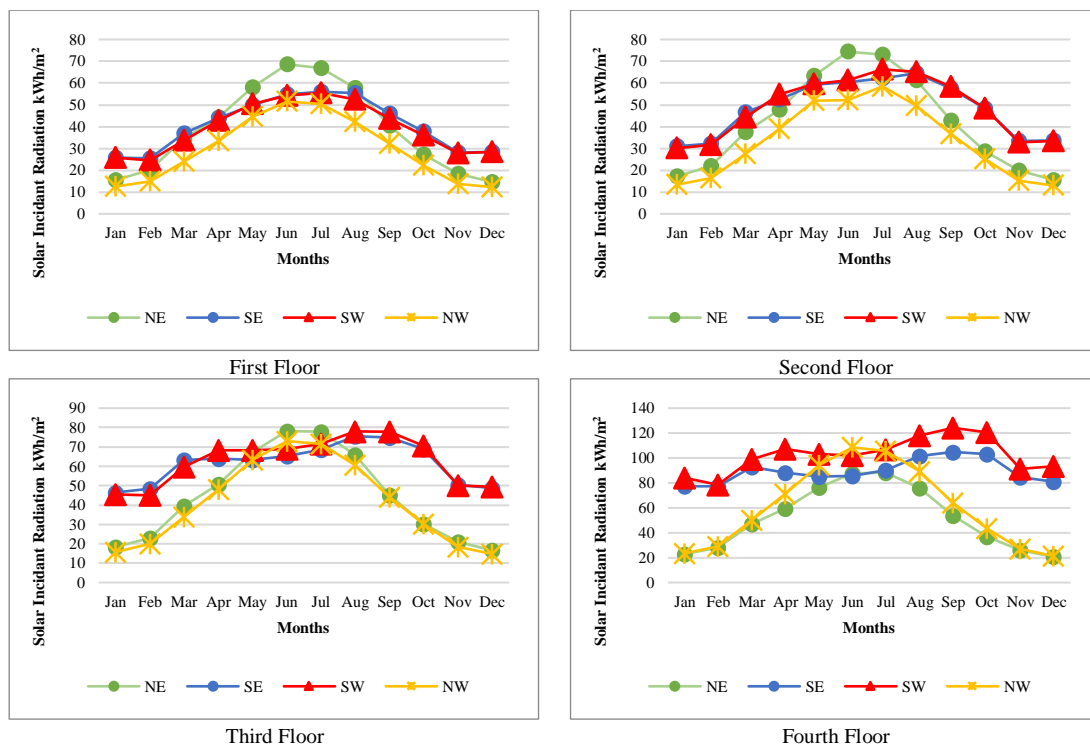 80
70
60
50
40
30
20
10
0
Solar Incidant Radiation kWh/m²
Jan Feb Mar Apr May Jun Jul Aug Sep Oct Nov Dec
Months
NE SE SW NW
First Floor
80
70
60
50
40
30
20
10
0
Solar Incidant Radiation kWh/m²
Jan Feb Mar Apr May Jun Jul Aug Sep Oct Nov Dec
Months
NE SE SW NW
Second Floor
90
80
70
60
50
40
30
20
10
0
Solar Incidant Radiation kWh/m²
Jan Feb Mar Apr May Jun Jul Aug Sep Oct Nov Dec
Months
NE SE SW NW
Third Floor
140
120
100
80
60
40
20
0
Solar Incidant Radiation kWh/m²
Jan Feb Mar Apr May Jun Jul Aug Sep Oct Nov Dec
Months
NE SE SW NW
Fourth Floor